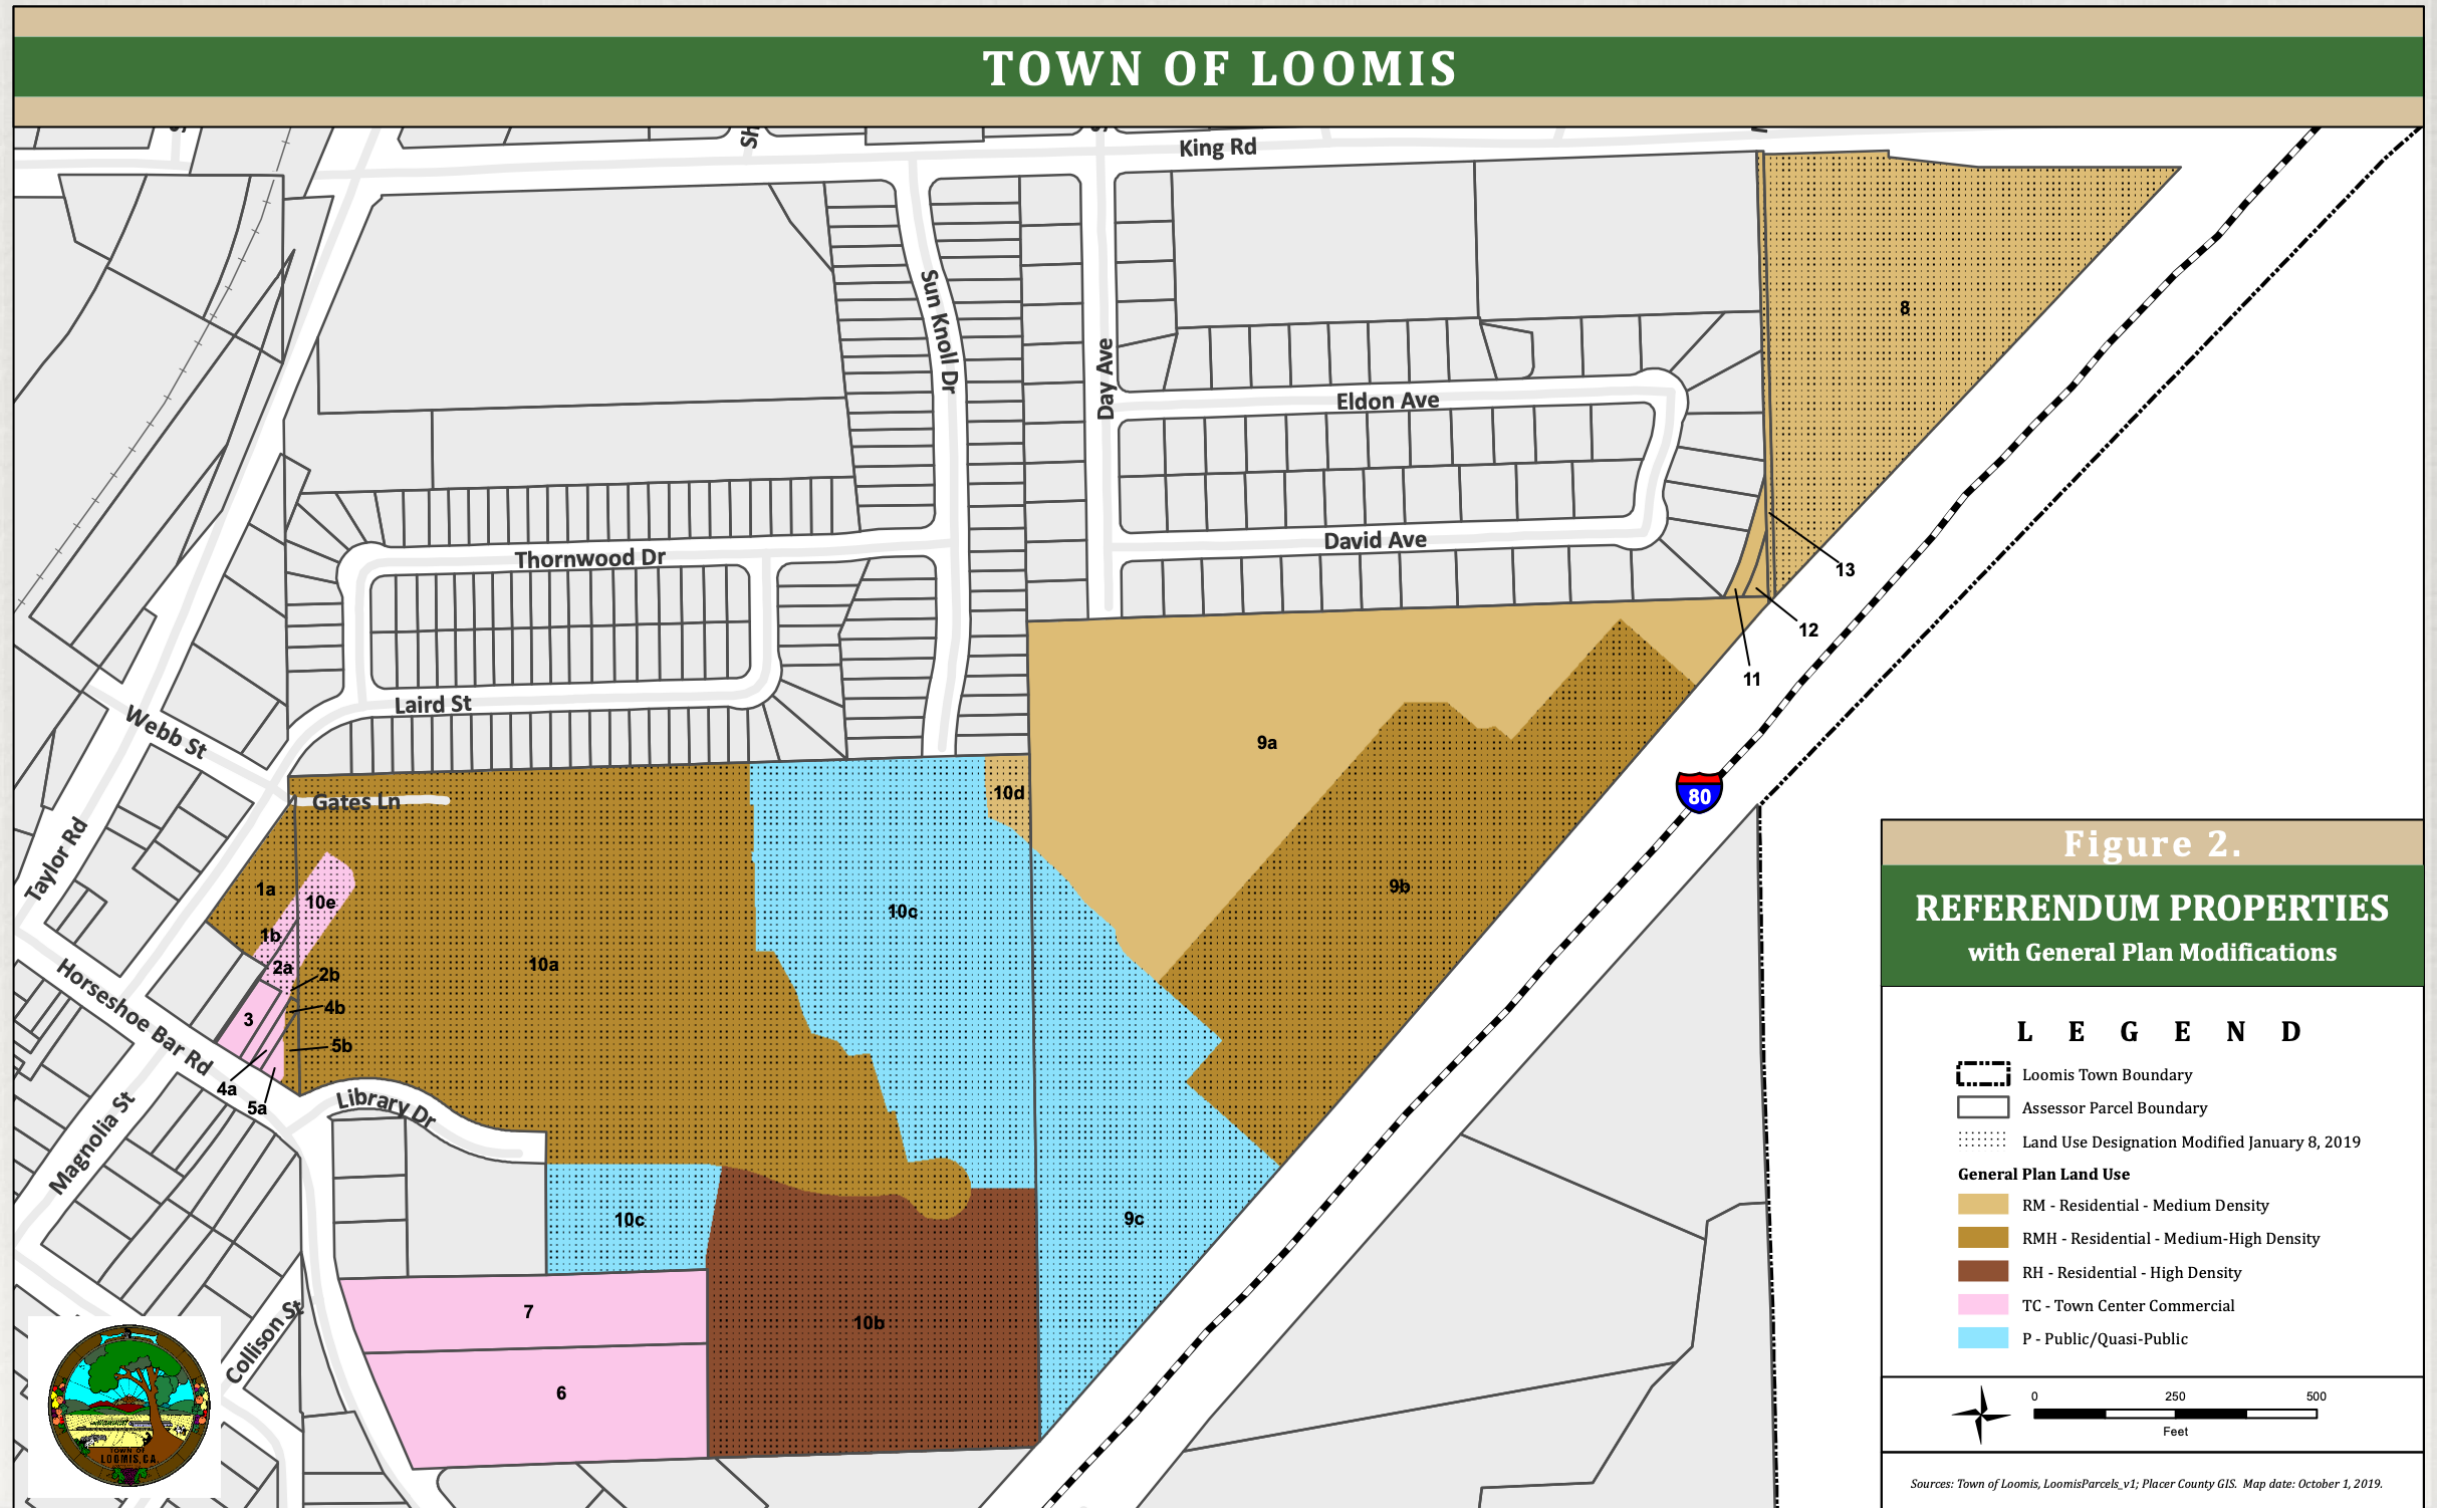 TOWN OF LOOMIS
Sh
King Rd
Sun Knoll Dr
Day Ave
Eldon Ave
David Ave
Thornwood Dr
Laird St
Webb St
Gates Ln
Taylor Rd
Horseshoe Bar Rd
Magnolia St
Library Dr
Collison St
8
13
12
11
9a
9b
10d
10c
10a
1a
10e
1b
2a
2b
3
4b
5b
4a
5a
10c
9c
7
10b
6
80
TOWN OF
LOOMIS, CA.
Figure 2.
REFERENDUM PROPERTIES
with General Plan Modifications
LEGEND
Loomis Town Boundary
Assessor Parcel Boundary
Land Use Designation Modified January 8, 2019
General Plan Land Use
RM - Residential - Medium Density
RMH - Residential - Medium-High Density
RH - Residential - High Density
TC - Town Center Commercial
P - Public/Quasi-Public
0 250 500
Feet
Sources: Town of Loomis, LoomisParcels_v1; Placer County GIS. Map date: October 1, 2019.